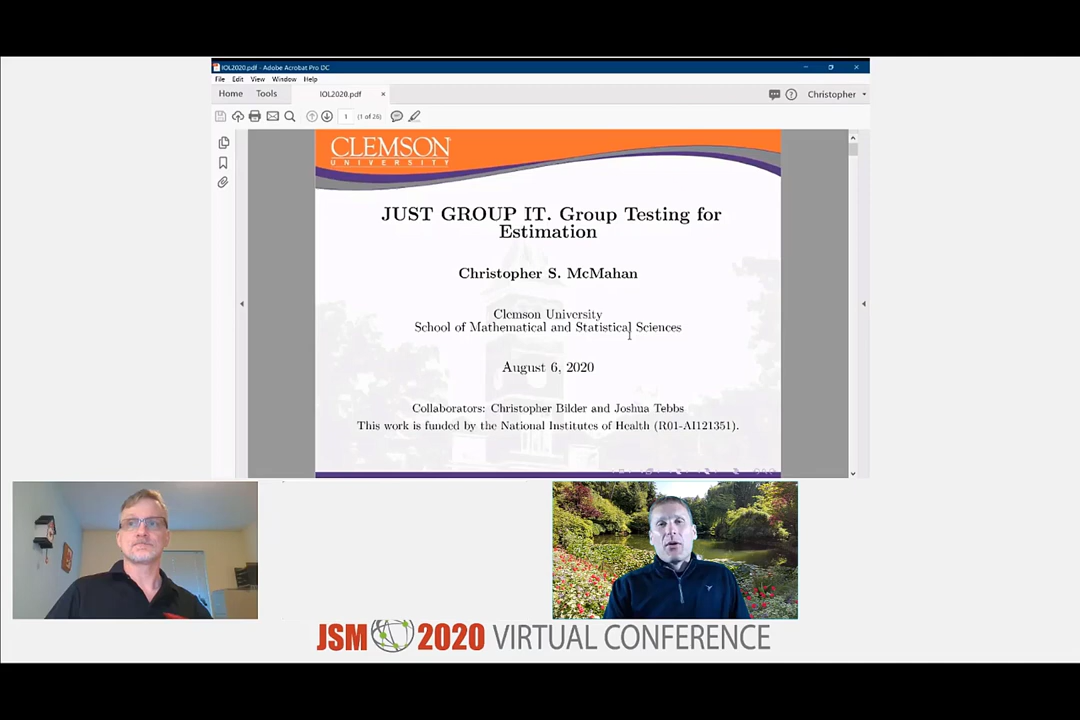 IOL2020.pdf - Adobe Acrobat Pro DC
File Edit View Window Help
Home Tools IOL2020.pdf × Christopher
1 (1 of 26)
CLEMSON
UNIVERSITY
JUST GROUP IT. Group Testing for
Estimation
Christopher S. McMahan
Clemson University
School of Mathematical and Statistical Sciences
August 6, 2020
Collaborators: Christopher Bilder and Joshua Tebbs
This work is funded by the National Institutes of Health (R01-AI121351).
JSM 2020 VIRTUAL CONFERENCE